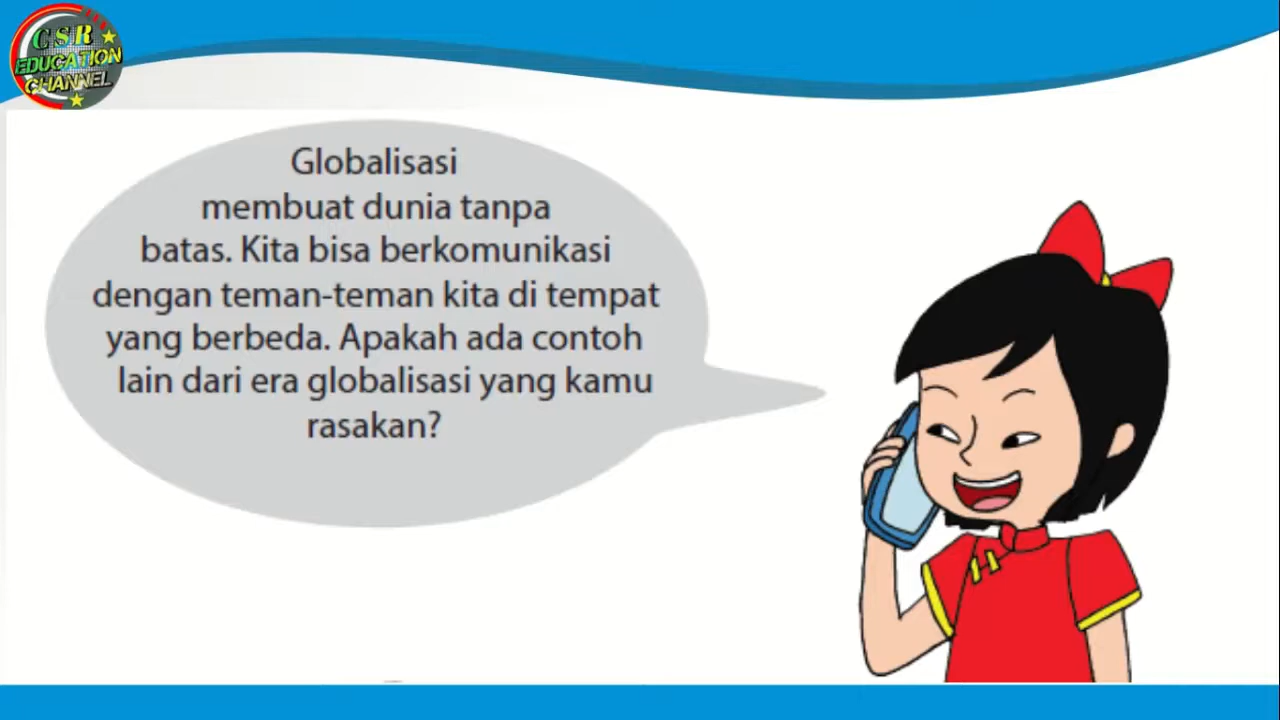 CSR
EDUCATION
CHANNEL
Globalisasi
membuat dunia tanpa
batas. Kita bisa berkomunikasi
dengan teman-teman kita di tempat
yang berbeda. Apakah ada contoh
lain dari era globalisasi yang kamu
rasakan?